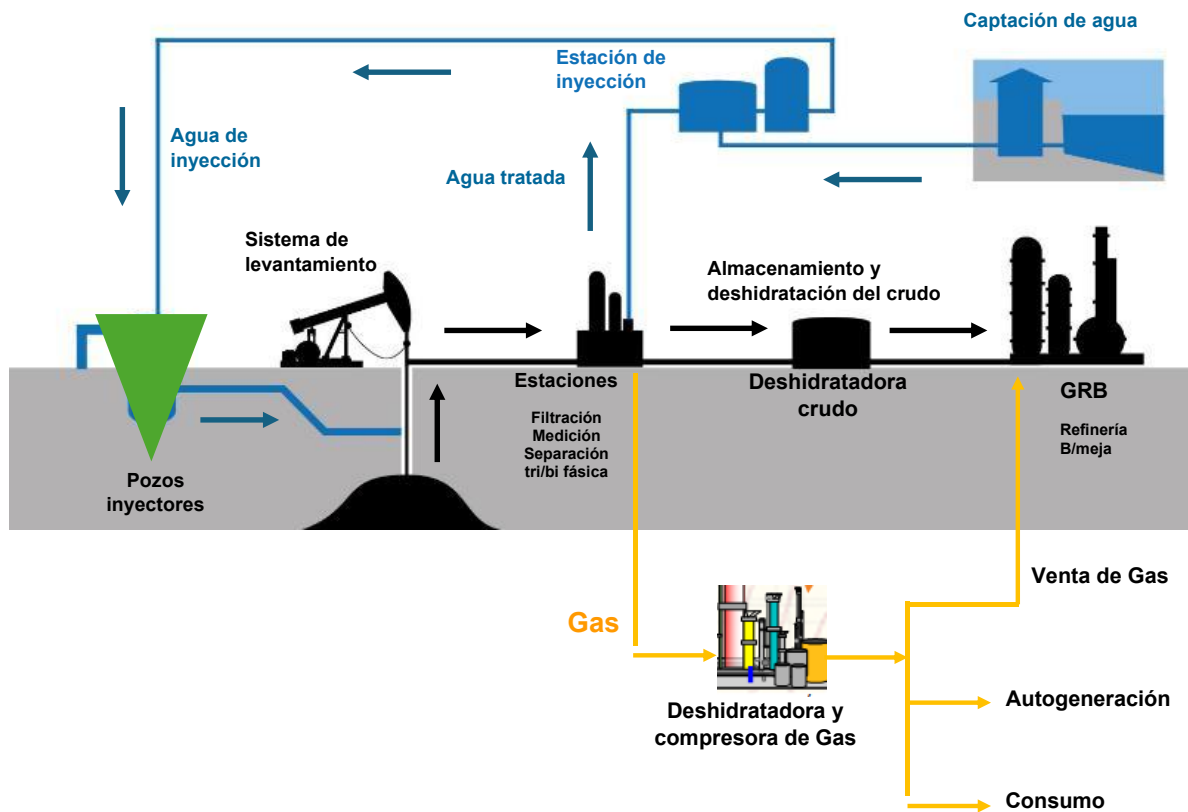 Captación de agua
Estación de
inyección
Agua de
inyección
Agua tratada
Sistema de
levantamiento
Almacenamiento y
deshidratación del crudo
Estaciones
Filtración
Medición
Separación
tri/bi fásica
Deshidratadora
crudo
GRB
Refinería
B/meja
Pozos
inyectores
Gas
Venta de Gas
Deshidratadora y
compresora de Gas
Autogeneración
Consumo